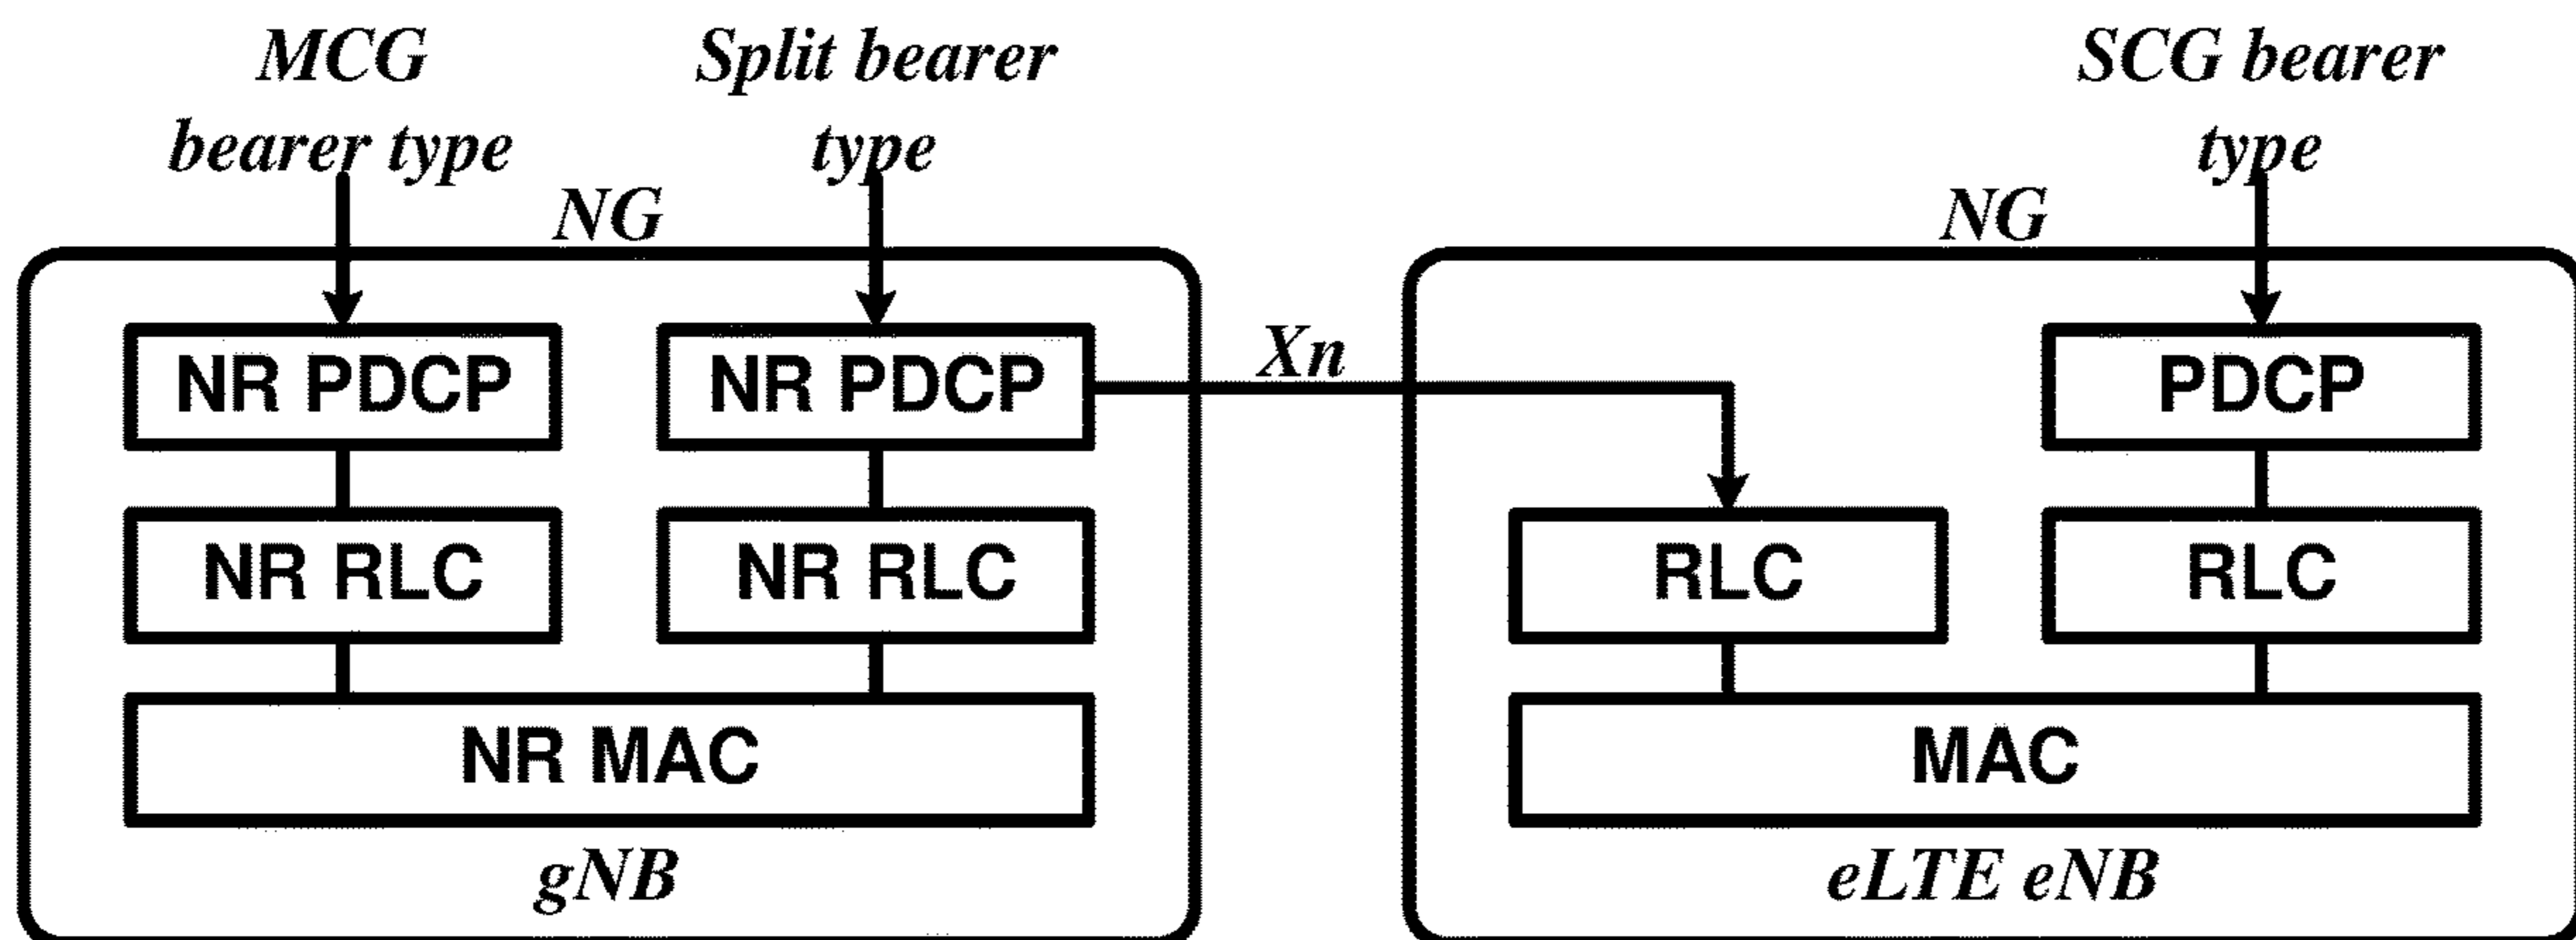 MCG
bearer type
Split bearer
type
SCG bearer
type
NG
NG
Xn
NR PDCP
NR PDCP
PDCP
NR RLC
NR RLC
RLC
RLC
NR MAC
MAC
gNB
eLTE eNB